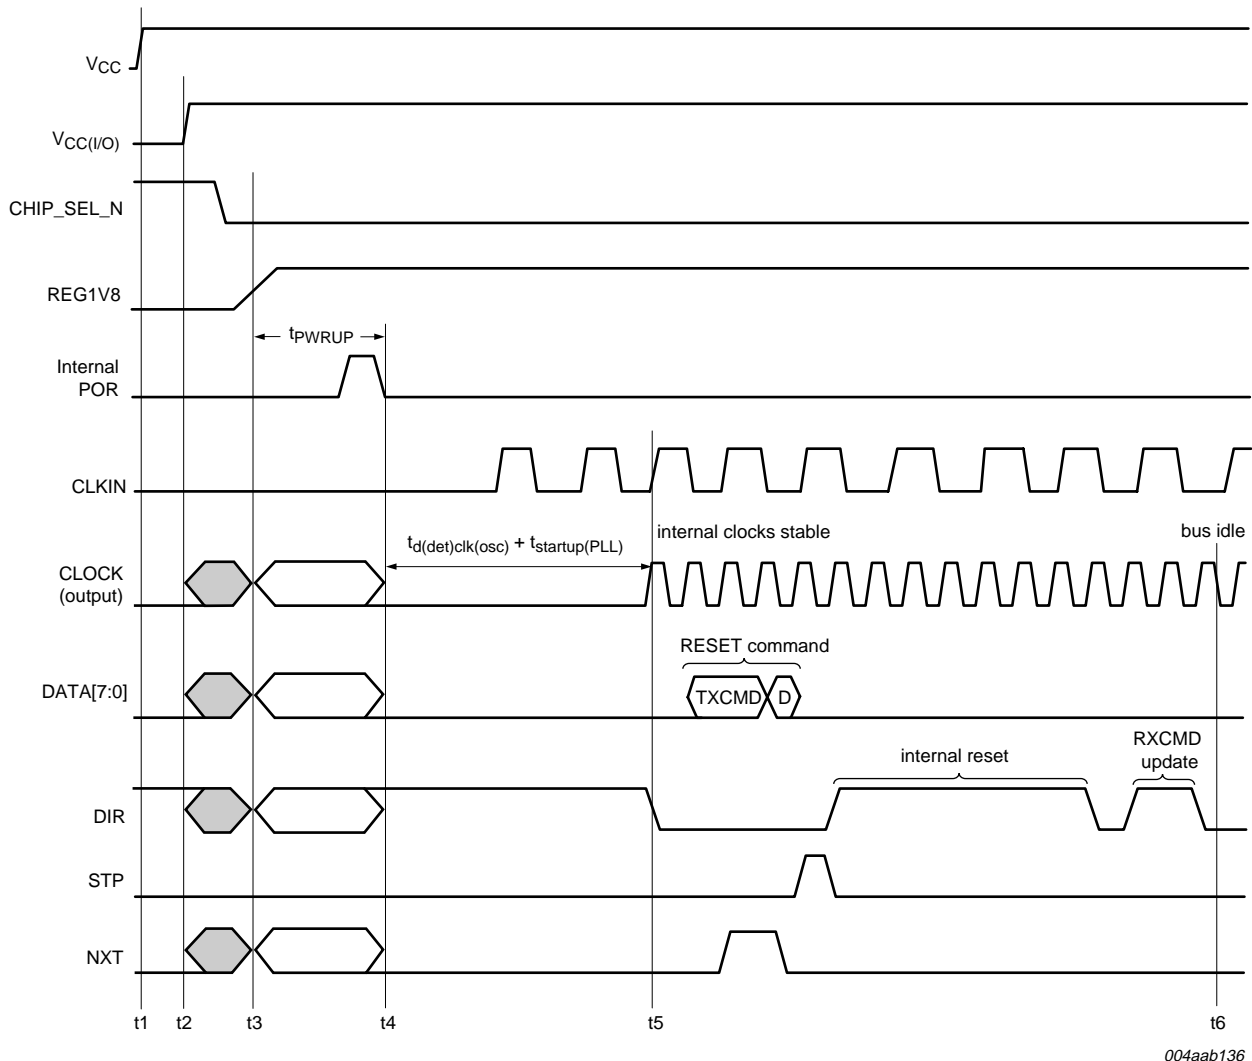 VCC
VCC(I/O)
CHIP_SEL_N
REG1V8
tPWRUP
Internal
POR
CLKIN
td(det)clk(osc) + tstartup(PLL)
internal clocks stable
bus idle
CLOCK
(output)
RESET command
DATA[7:0]
TXCMD
D
internal reset
RXCMD
update
DIR
STP
NXT
t1
t2
t3
t4
t5
t6
004aab136